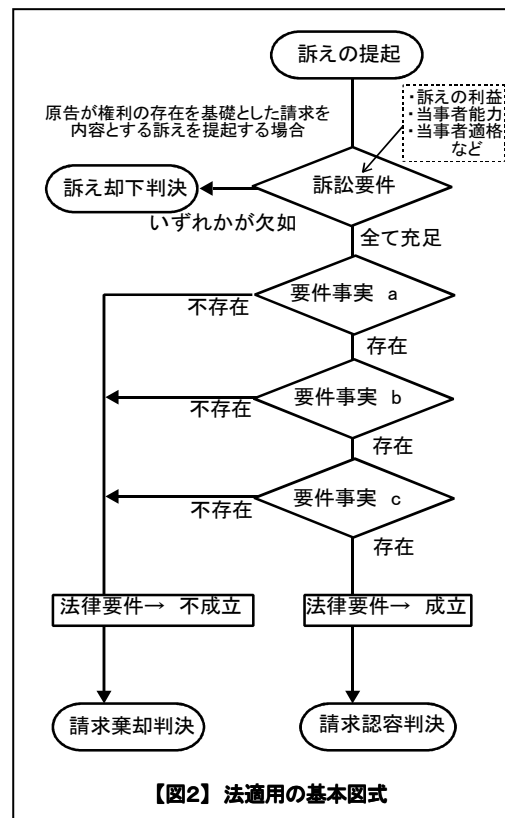 訴えの提起
・訴えの利益
・当事者能力
・当事者適格
など
原告が権利の存在を基礎とした請求を
内容とする訴えを提起する場合
訴訟要件
訴え却下判決
いずれかが欠如
全て充足
要件事実 a
不存在
存在
要件事実 b
不存在
存在
要件事実 c
不存在
存在
法律要件→ 不成立
法律要件→ 成立
請求棄却判決
請求認容判決
【図2】 法適用の基本図式